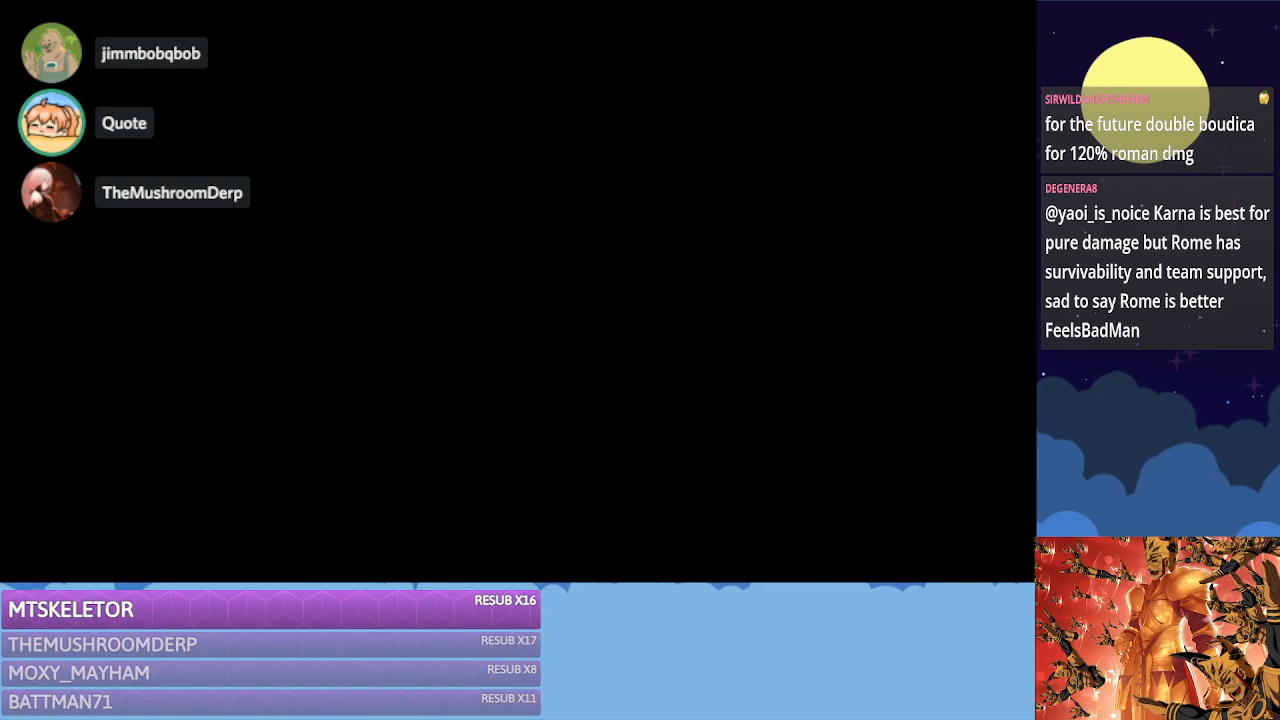 jimmbobqbob
Quote
TheMushroomDerp
for the future double boudica
for 120% roman dmg
DEGENERA8
@yaoi_is_noice Karna is best for
pure damage but Rome has
survivability and team support,
sad to say Rome is better
FeelsBadMan
MTSKELETOR RESUB X16
THEMUSHROOMDERP RESUB X17
MOXY_MAYHAM RESUB X8
BATTMAN71 RESUB X11